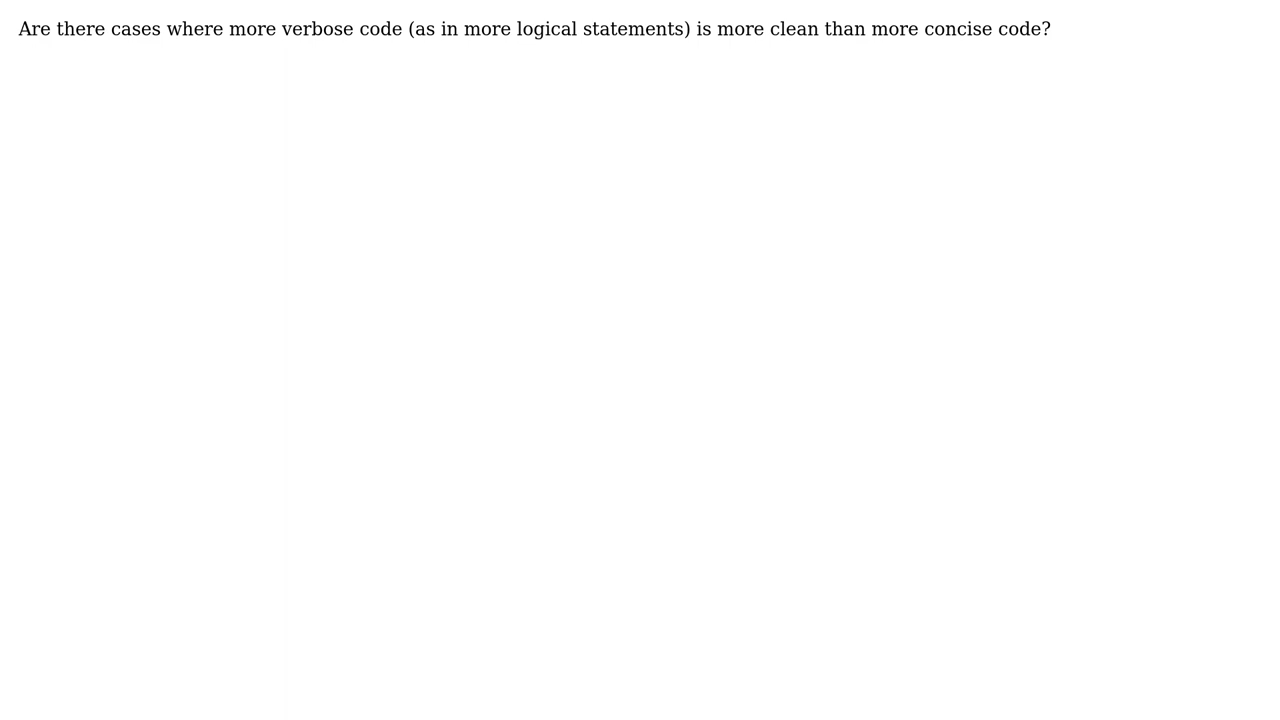 Are there cases where more verbose code (as in more logical statements) is more clean than more concise code?